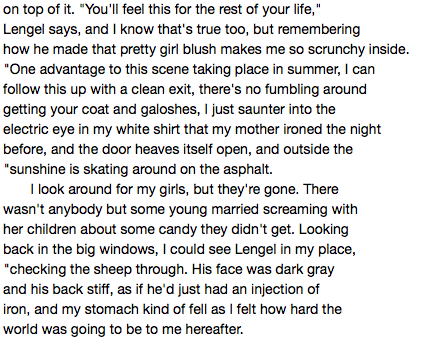 on top of it. "You'll feel this for the rest of your life,"
Lengel says, and I know that's true too, but remembering
how he made that pretty girl blush makes me so scrunchy inside.
"One advantage to this scene taking place in summer, I can
follow this up with a clean exit, there's no fumbling around
getting your coat and galoshes, I just saunter into the
electric eye in my white shirt that my mother ironed the night
before, and the door heaves itself open, and outside the
"sunshine is skating around on the asphalt.
I look around for my girls, but they're gone. There
wasn't anybody but some young married screaming with
her children about some candy they didn't get. Looking
back in the big windows, I could see Lengel in my place,
"checking the sheep through. His face was dark gray
and his back stiff, as if he'd just had an injection of
iron, and my stomach kind of fell as I felt how hard the
world was going to be to me hereafter.